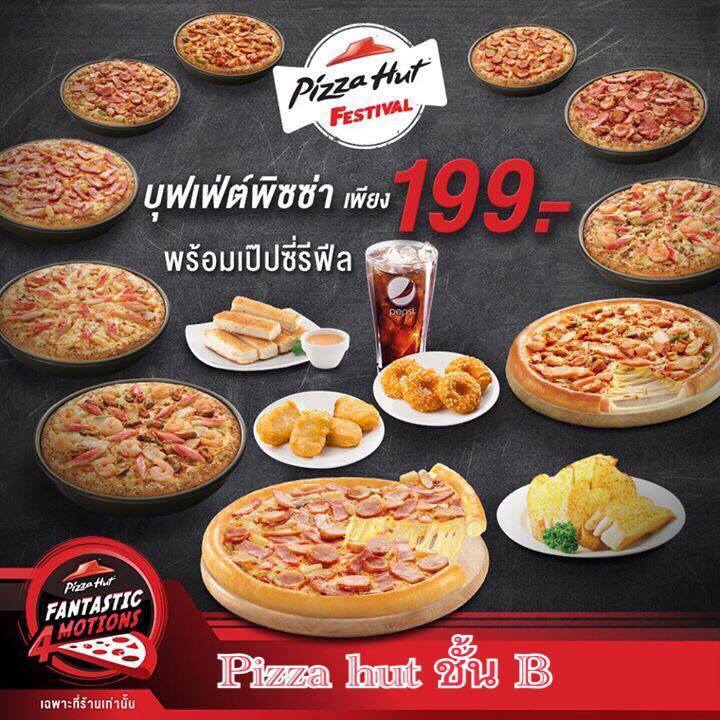 Pizza Hut
FESTIVAL
บุฟเฟ่ต์พิซซ่า เพียง 199.-
พร้อมเป๊ปซี่รีฟีล
pepsi
Pizza Hut
FANTASTIC
4 MOTIONS
Pizza hut ชั้น B
เฉพาะที่ร้านเท่านั้น